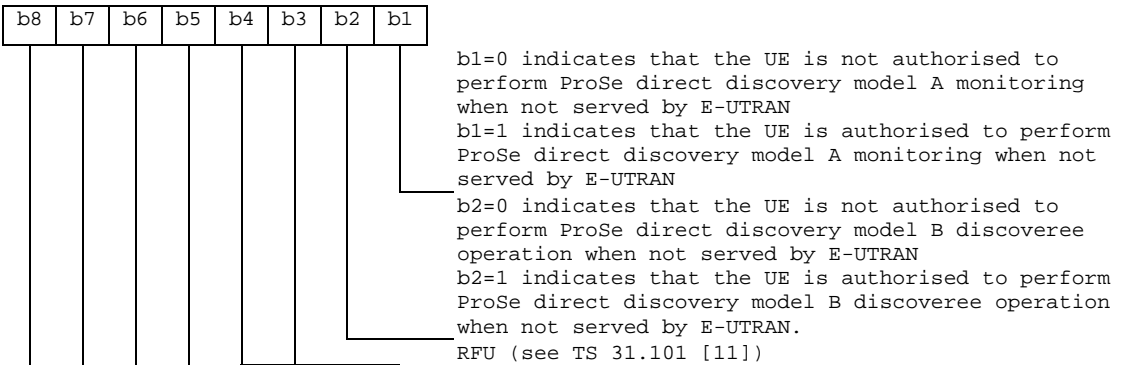 b8 b7 b6 b5 b4 b3 b2 b1
b1=0 indicates that the UE is not authorised to
perform ProSe direct discovery model A monitoring
when not served by E-UTRAN
b1=1 indicates that the UE is authorised to perform
ProSe direct discovery model A monitoring when not
served by E-UTRAN
b2=0 indicates that the UE is not authorised to
perform ProSe direct discovery model B discoveree
operation when not served by E-UTRAN
b2=1 indicates that the UE is authorised to perform
ProSe direct discovery model B discoveree operation
when not served by E-UTRAN.
RFU (see TS 31.101 [11])